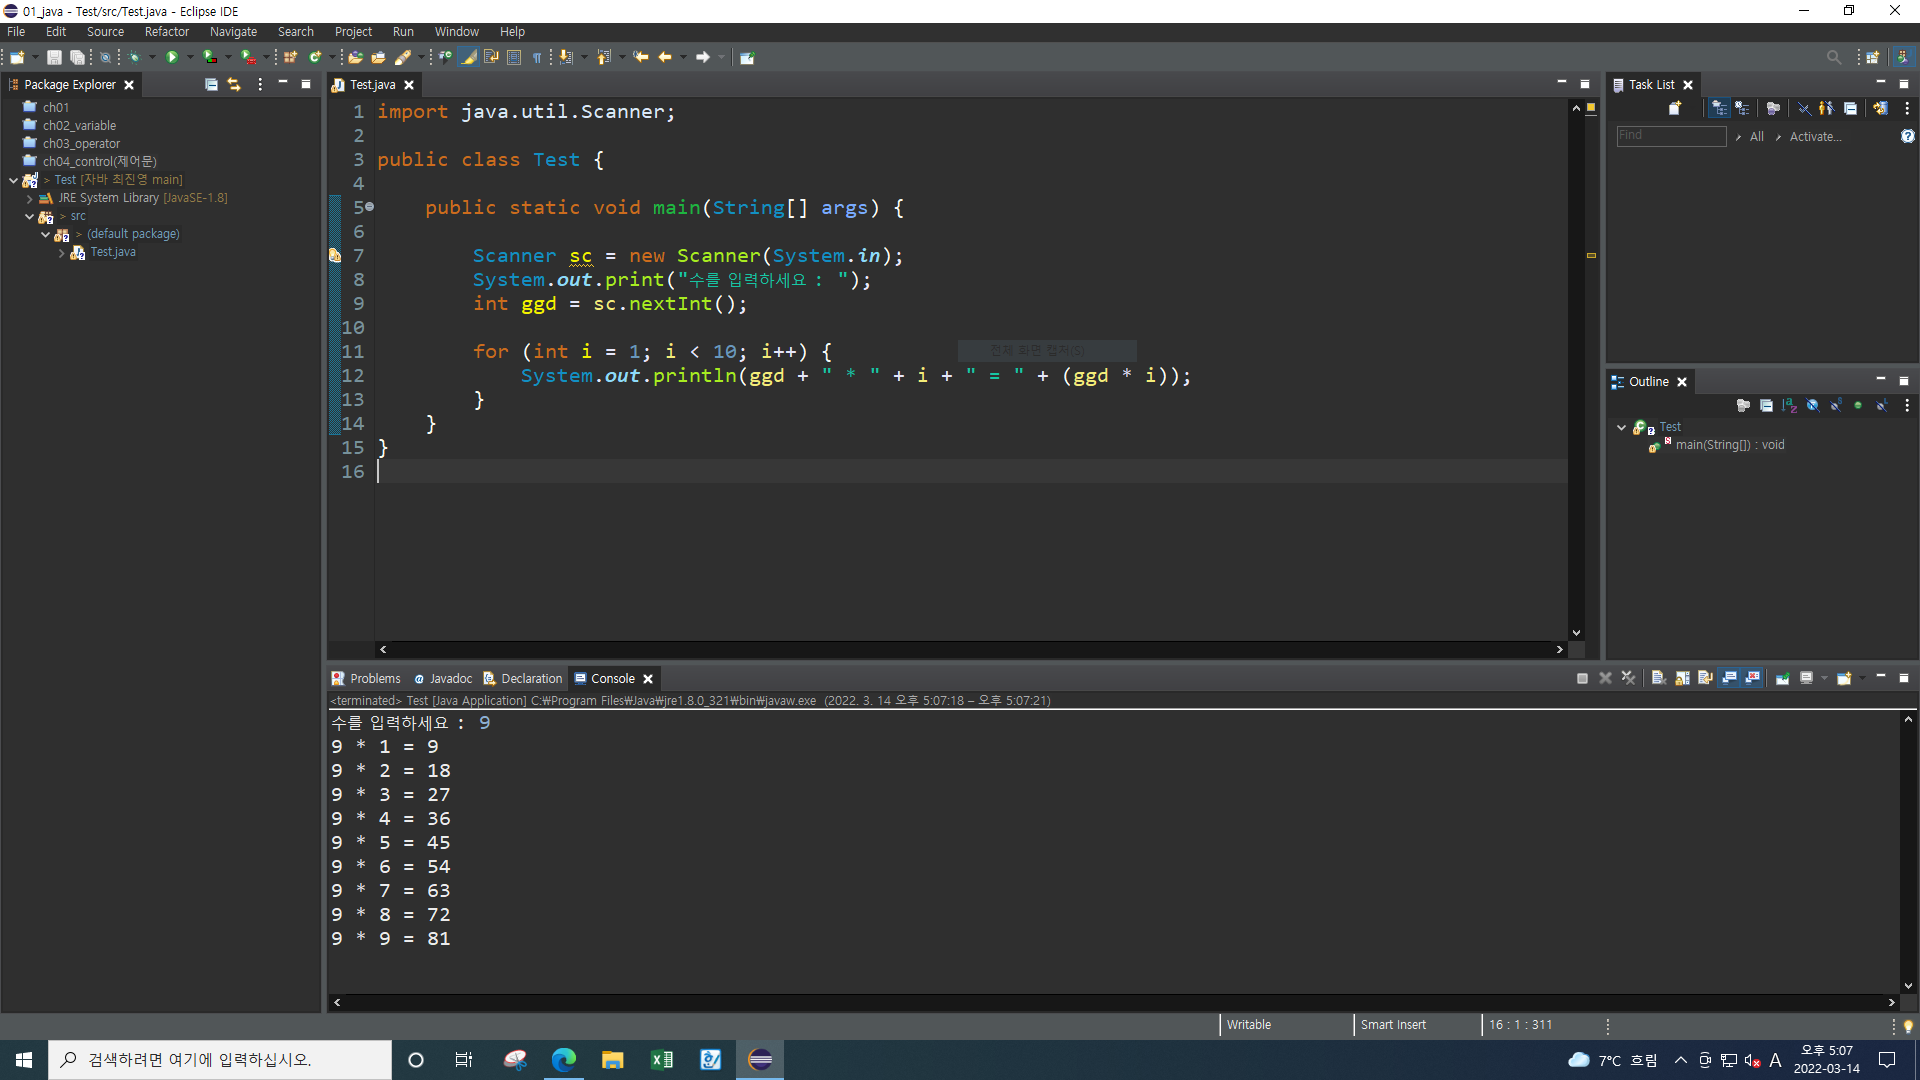 01_java - Test/src/Test.java - Eclipse IDE
File Edit Source Refactor Navigate Search Project Run Window Help
Package Explorer
ch01
ch02_variable
ch03_operator
ch04_control(제어문)
> Test [자바 최진영 main]
JRE System Library [JavaSE-1.8]
> src
> (default package)
Test.java
Test.java
1 import java.util.Scanner;
2
3 public class Test {
4
5 public static void main(String[] args) {
6
7 Scanner sc = new Scanner(System.in);
8 System.out.print("수를 입력하세요 : ");
9 int ggd = sc.nextInt();
10
11 for (int i = 1; i < 10; i++) {
전체 화면 캡처(S)
12 System.out.println(ggd + " * " + i + " = " + (ggd * i));
13 }
14 }
15 }
16
Task List
Find
All
Activate...
Outline
Test
main(String[]) : void
Problems Javadoc Declaration Console
<terminated> Test [Java Application] C:₩Program Files₩Java₩jre1.8.0_321₩bin₩javaw.exe (2022. 3. 14 오후 5:07:18 – 오후 5:07:21)
수를 입력하세요 : 9
9 * 1 = 9
9 * 2 = 18
9 * 3 = 27
9 * 4 = 36
9 * 5 = 45
9 * 6 = 54
9 * 7 = 63
9 * 8 = 72
9 * 9 = 81
Writable
Smart Insert
16 : 1 : 311
검색하려면 여기에 입력하십시오.
7°C 흐림
A
오후 5:07
2022-03-14